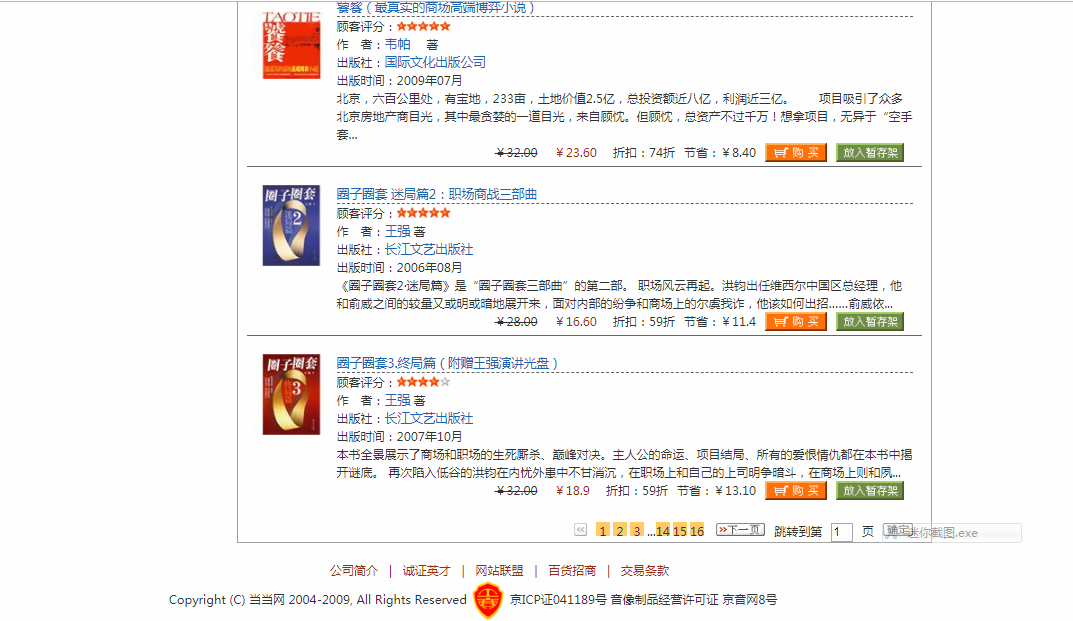 TAOTIE
饕餮
饕餮（最真实的商场高端博弈小说）
顾客评分：
作 者：韦帕 著
出版社：国际文化出版公司
出版时间：2009年07月
北京，六百公里处，有宝地，233亩，土地价值2.5亿，总投资额近八亿，利润近三亿。 项目吸引了众多
北京房地产商目光，其中最贪婪的一道目光，来自顾忱。但顾忱，总资产不过千万！想拿项目，无异于“空手
套...
￥32.00 ￥23.60 折扣：74折 节省：￥8.40 购 买 放入暂存架
圈子圈套
2
迷局篇
圈子圈套 迷局篇2：职场商战三部曲
顾客评分：
作 者：王强 著
出版社：长江文艺出版社
出版时间：2006年08月
《圈子圈套2·迷局篇》是“圈子圈套三部曲”的第二部。 职场风云再起。洪钧出任维西尔中国区总经理，他
和俞威之间的较量又或明或暗地展开来，面对内部的纷争和商场上的尔虞我诈，他该如何出招......俞威依...
￥28.00 ￥16.60 折扣：59折 节省：￥11.4 购 买 放入暂存架
圈子圈套
3
圈子圈套3.终局篇（附赠王强演讲光盘）
顾客评分：
作 者：王强 著
出版社：长江文艺出版社
出版时间：2007年10月
本书全景展示了商场和职场的生死厮杀、巅峰对决。主人公的命运、项目结局、所有的爱恨情仇都在本书中揭
开谜底。 再次陷入低谷的洪钧在内忧外患中不甘消沉，在职场上和自己的上司明争暗斗，在商场上则和夙...
￥32.00 ￥18.9 折扣：59折 节省：￥13.10 购 买 放入暂存架
1 2 3 ...14 15 16 下一页 跳转到第 1 页 确定 迷你截图.exe
公司简介 | 诚证英才 | 网站联盟 | 百货招商 | 交易条款
Copyright (C) 当当网 2004-2009, All Rights Reserved 京ICP证041189号 音像制品经营许可证 京音网8号